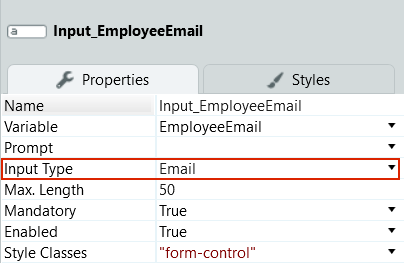 a Input_EmployeeEmail
Properties Styles
Name Input_EmployeeEmail
Variable EmployeeEmail
Prompt
Input Type Email
Max. Length 50
Mandatory True
Enabled True
Style Classes "form-control"